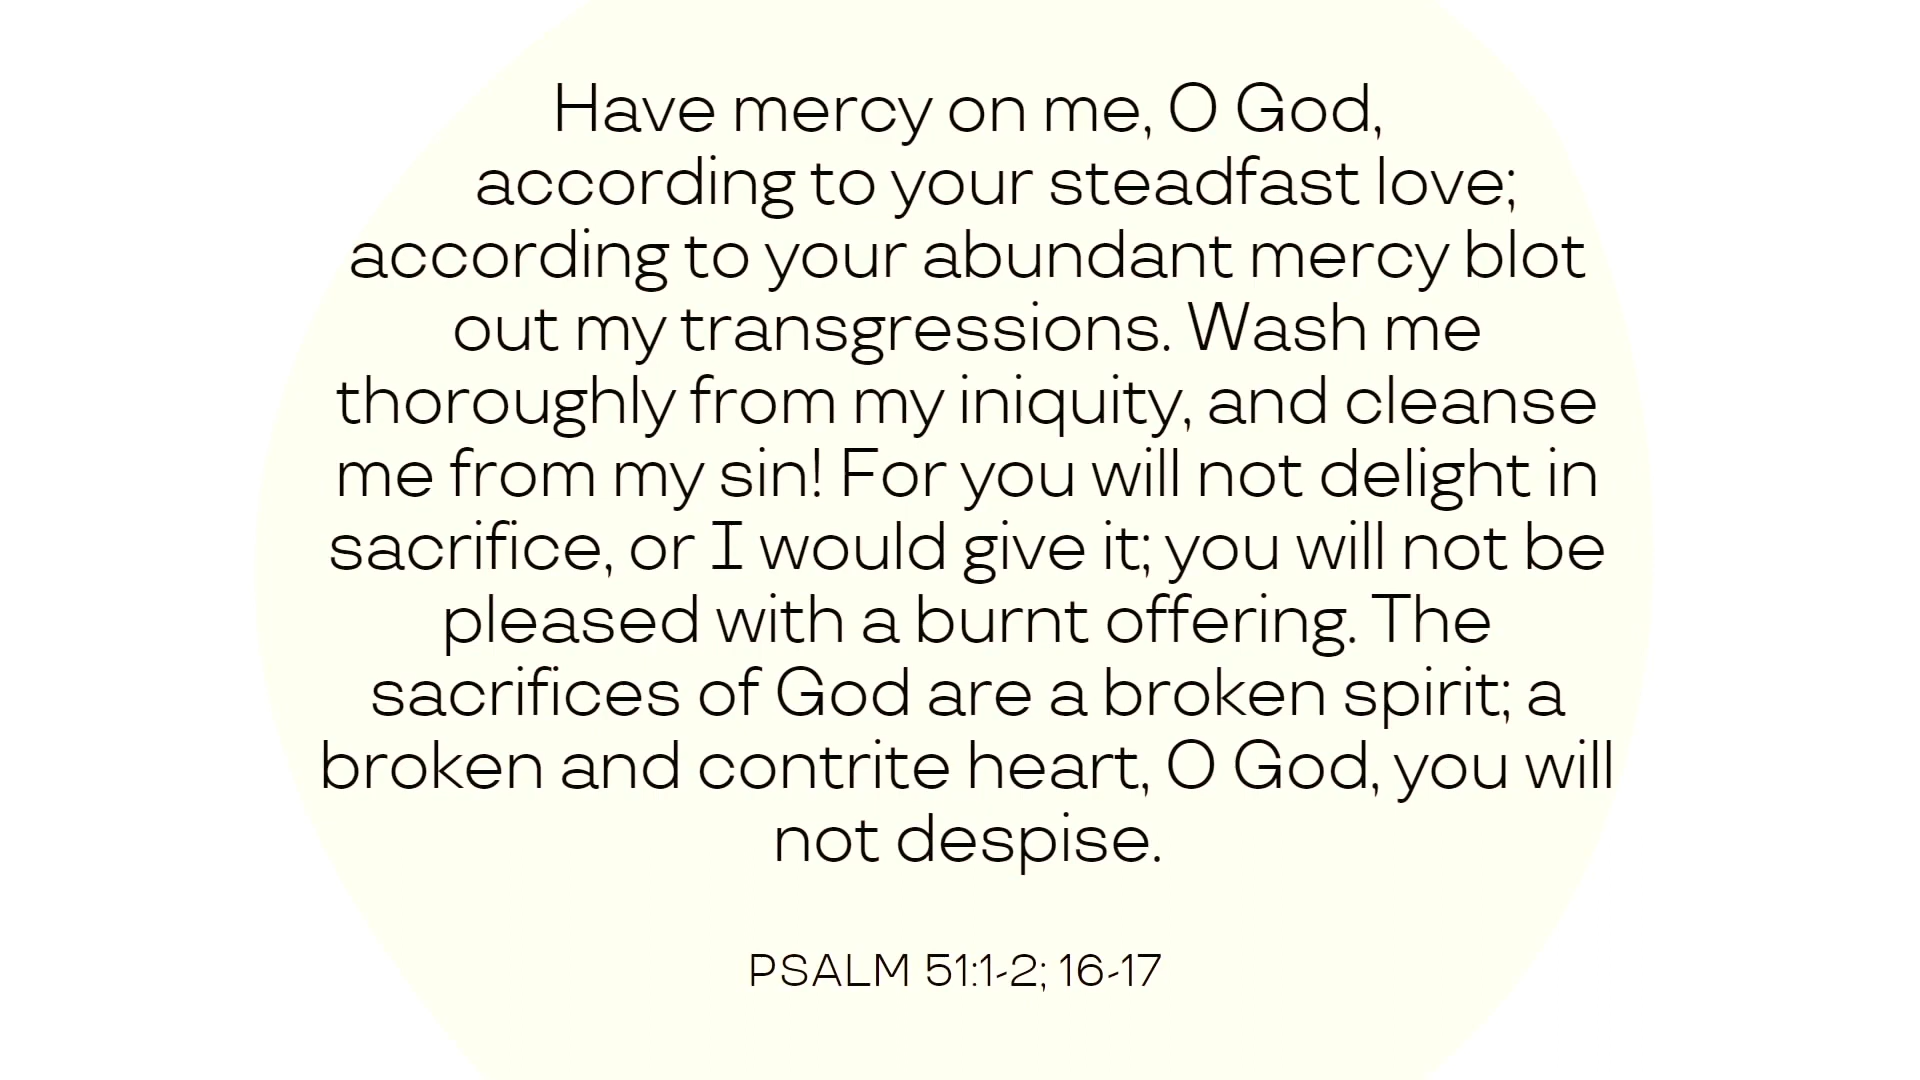 Have mercy on me, O God,
according to your steadfast love;
according to your abundant mercy blot
out my transgressions. Wash me
thoroughly from my iniquity, and cleanse
me from my sin! For you will not delight in
sacrifice, or I would give it; you will not be
pleased with a burnt offering. The
sacrifices of God are a broken spirit; a
broken and contrite heart, O God, you will
not despise.
PSALM 51:1-2; 16-17